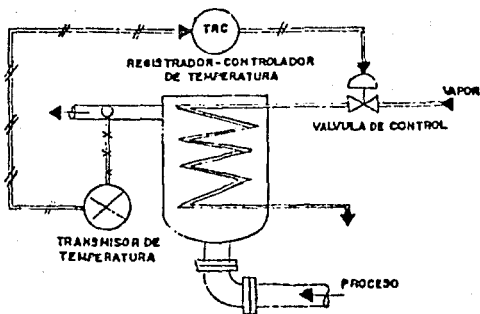 TRC
REGISTRADOR-CONTROLADOR
DE TEMPERATURA
VAPOR
VALVULA DE CONTROL
TRANSMISOR DE
TEMPERATURA
PROCESO